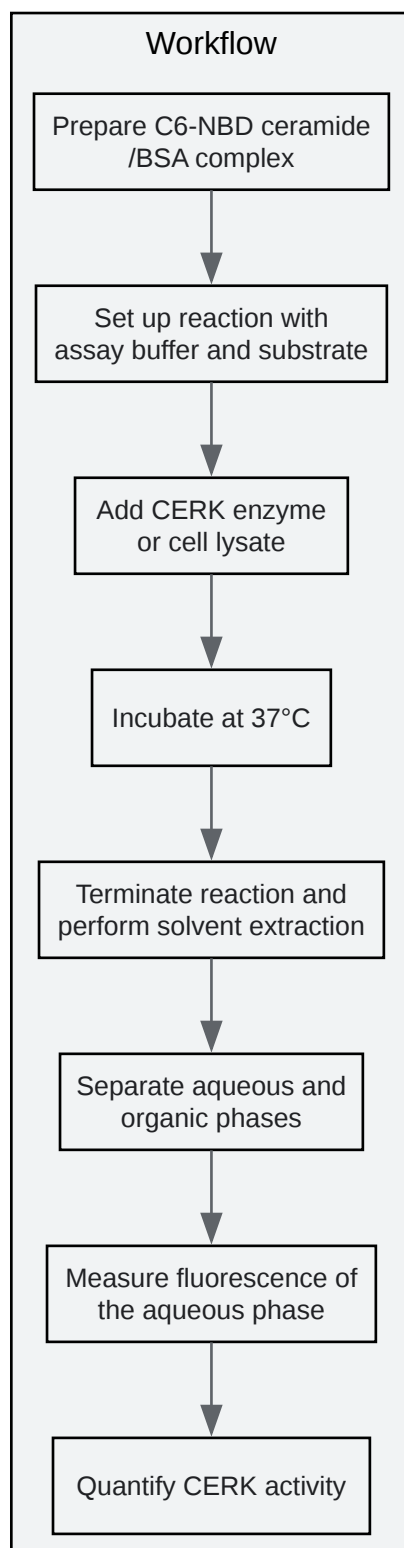 Workflow
Prepare C6-NBD ceramide
/BSA complex
Set up reaction with
assay buffer and substrate
Add CERK enzyme
or cell lysate
Incubate at 37°C
Terminate reaction and
perform solvent extraction
Separate aqueous and
organic phases
Measure fluorescence of
the aqueous phase
Quantify CERK activity